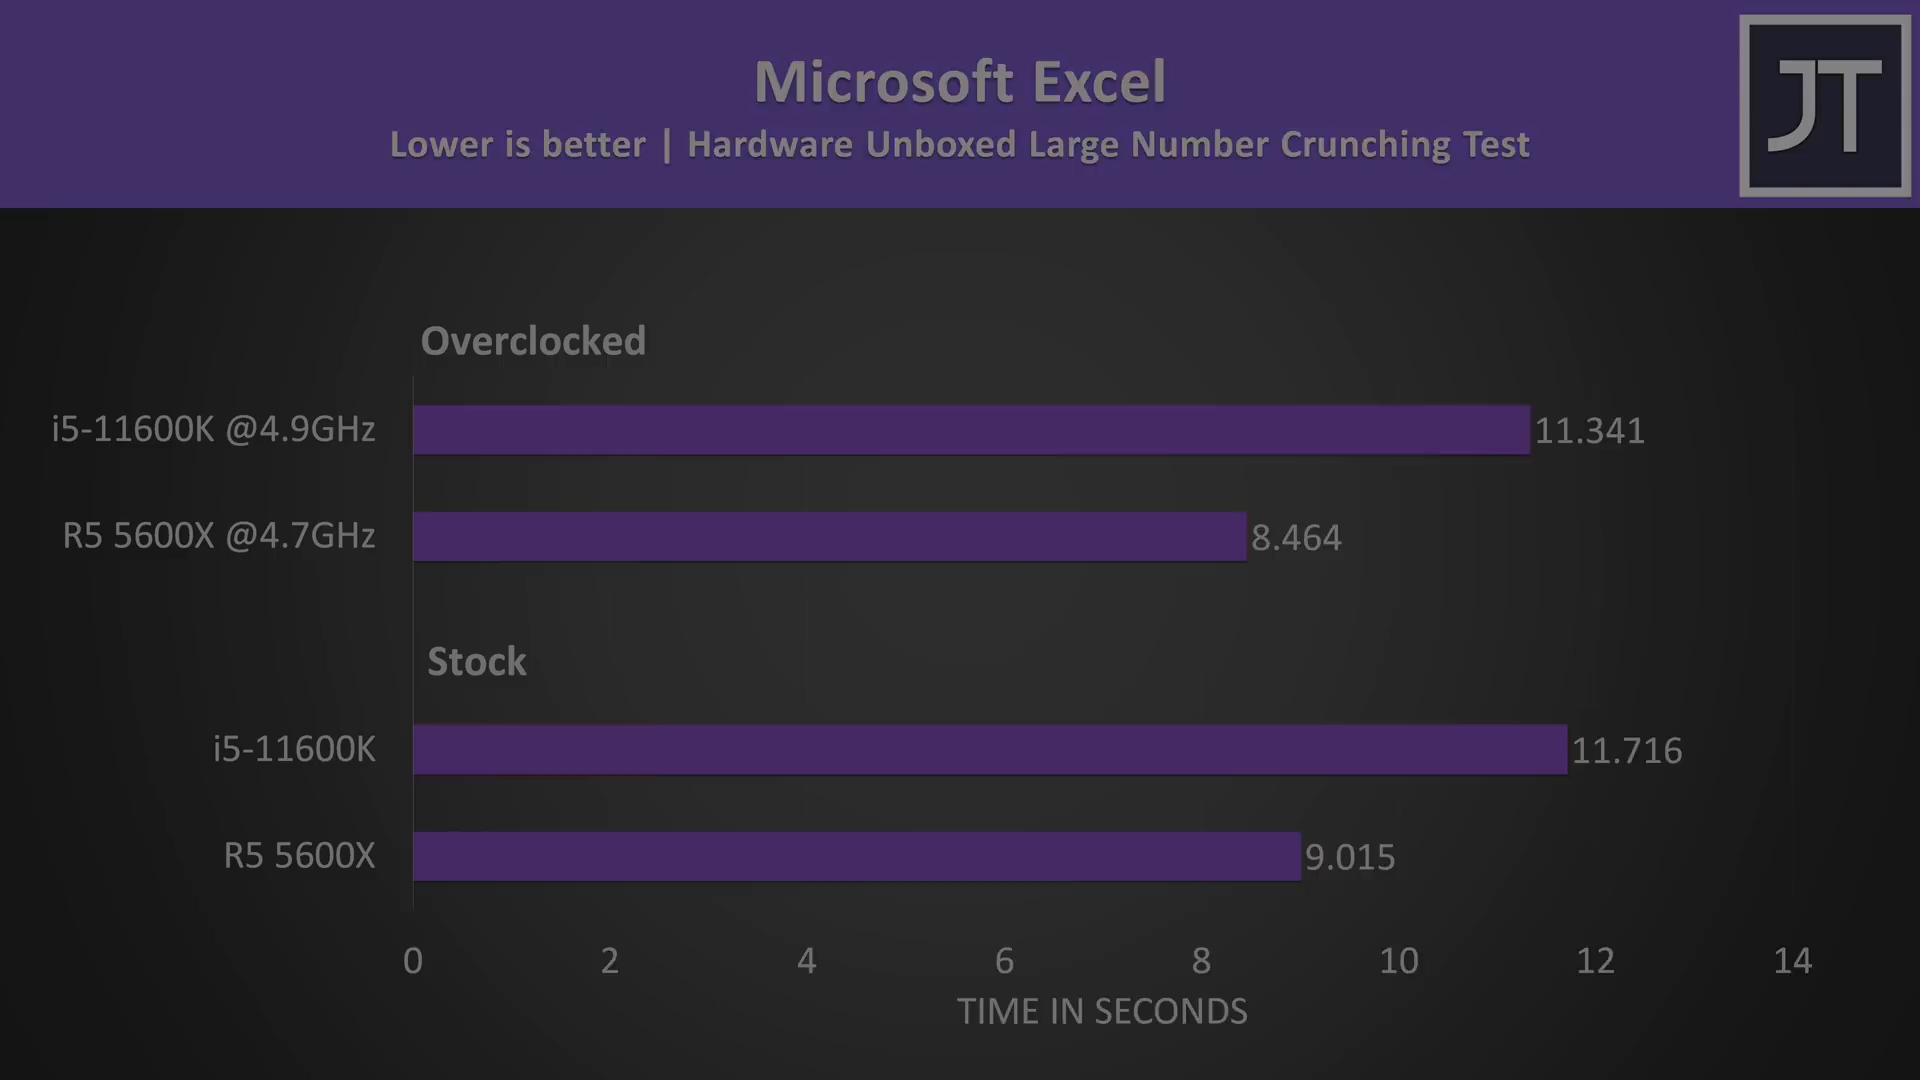 Microsoft Excel
Lower is better | Hardware Unboxed Large Number Crunching Test
JT
Overclocked
i5-11600K @4.9GHz
11.341
R5 5600X @4.7GHz
8.464
Stock
i5-11600K
11.716
R5 5600X
9.015
0 2 4 6 8 10 12 14
TIME IN SECONDS